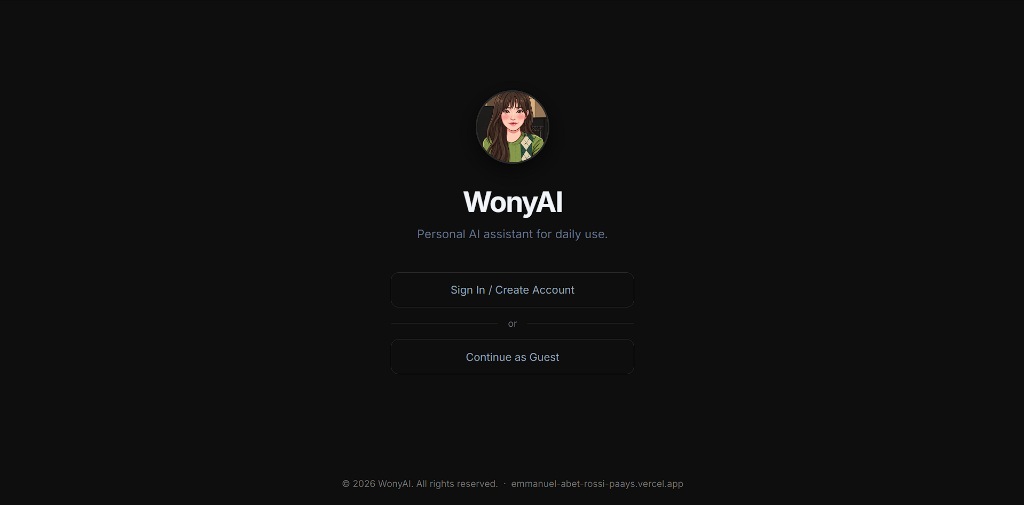 WonyAI
Personal AI assistant for daily use.
Sign In / Create Account
or
Continue as Guest
© 2026 WonyAI. All rights reserved. · emmanuel-abet-rossi-paays.vercel.app